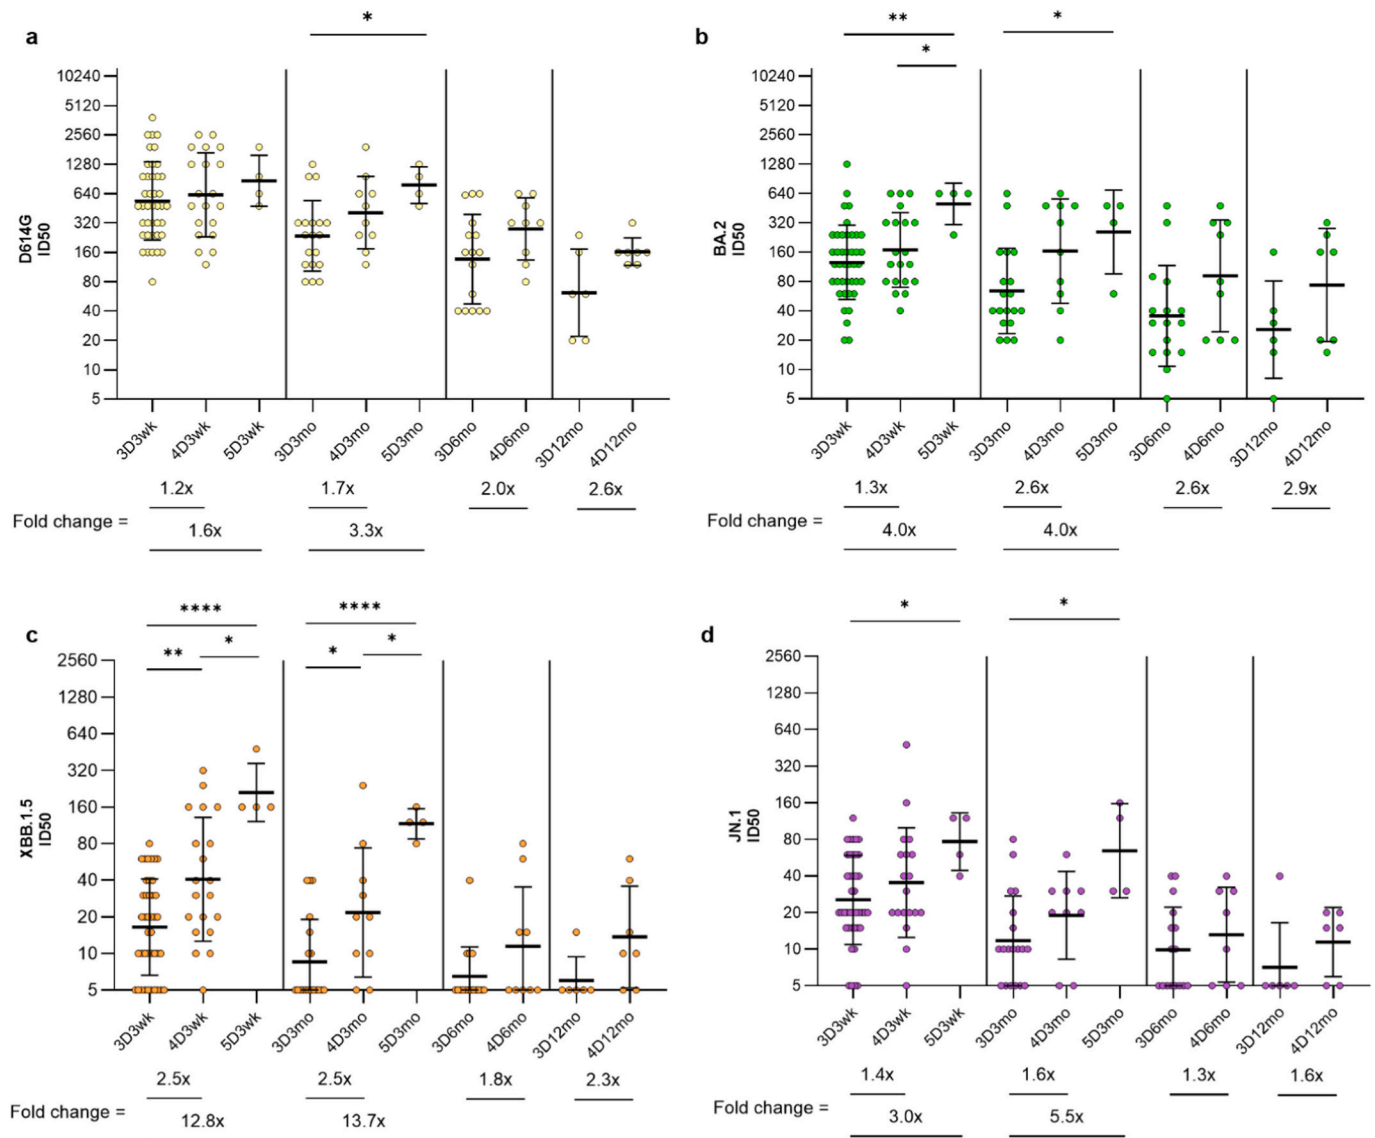 a
*
D614G
ID50
10240
5120
2560
1280
640
320
160
80
40
20
10
5
3D3wk
4D3wk
5D3wk
3D3mo
4D3mo
5D3mo
3D6mo
4D6mo
3D12mo
4D12mo
1.2x
1.7x
2.0x
2.6x
Fold change =
1.6x
3.3x
b
**
*
*
BA.2
ID50
10240
5120
2560
1280
640
320
160
80
40
20
10
5
3D3wk
4D3wk
5D3wk
3D3mo
4D3mo
5D3mo
3D6mo
4D6mo
3D12mo
4D12mo
1.3x
2.6x
2.6x
2.9x
Fold change =
4.0x
4.0x
c
****
****
**
*
*
*
XBB.1.5
ID50
2560
1280
640
320
160
80
40
20
10
5
3D3wk
4D3wk
5D3wk
3D3mo
4D3mo
5D3mo
3D6mo
4D6mo
3D12mo
4D12mo
2.5x
2.5x
1.8x
2.3x
Fold change =
12.8x
13.7x
d
*
*
JN.1
ID50
2560
1280
640
320
160
80
40
20
10
5
3D3wk
4D3wk
5D3wk
3D3mo
4D3mo
5D3mo
3D6mo
4D6mo
3D12mo
4D12mo
1.4x
1.6x
1.3x
1.6x
Fold change =
3.0x
5.5x